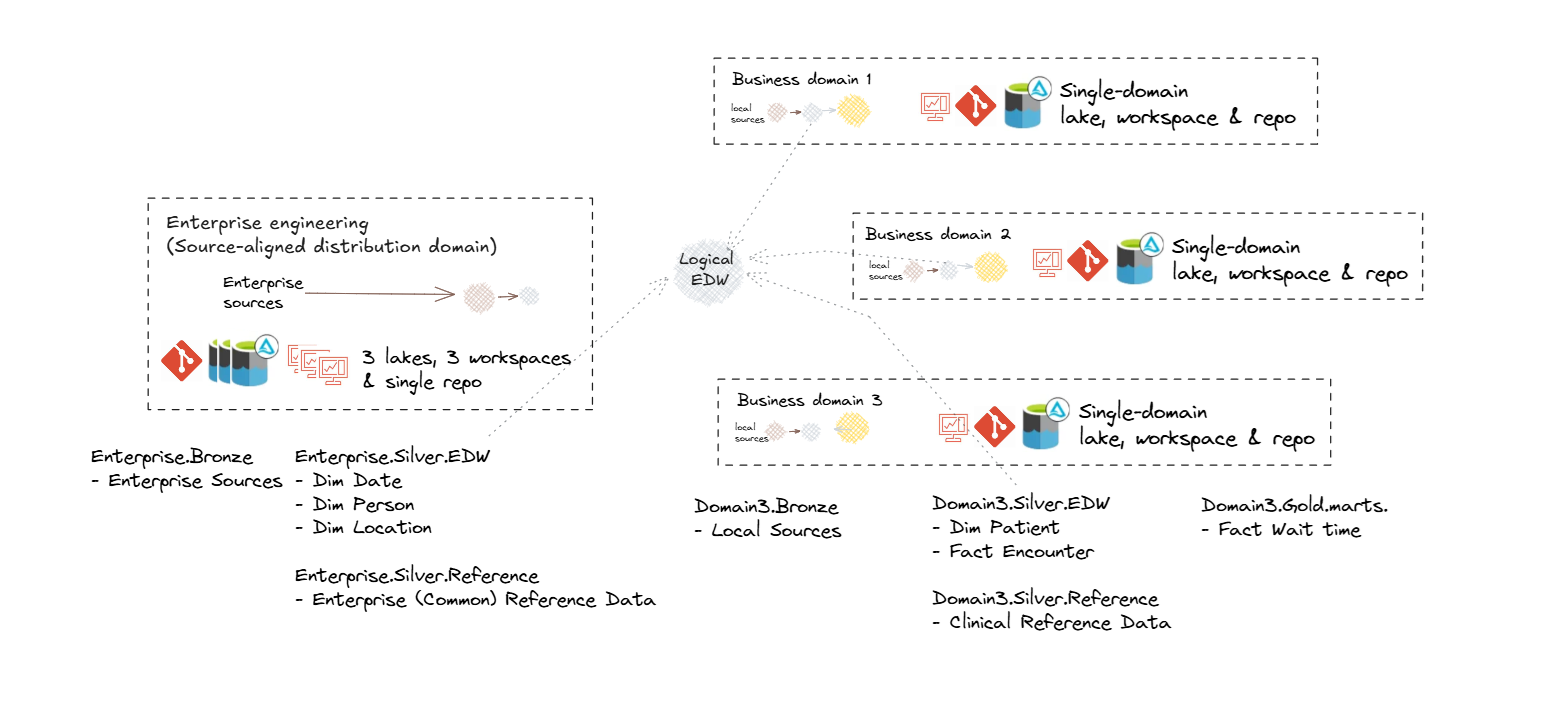 Business domain 1
local
sources
Single-domain
lake, workspace & repo
Enterprise engineering
(Source-aligned distribution domain)
Enterprise
sources
3 lakes, 3 workspaces
& single repo
Logical
EDW
Business domain 2
local
sources
Single-domain
lake, workspace & repo
Business domain 3
local
sources
Single-domain
lake, workspace & repo
Enterprise.Bronze
- Enterprise Sources
Enterprise.Silver.EDW
- Dim Date
- Dim Person
- Dim Location
Enterprise.Silver.Reference
- Enterprise (Common) Reference Data
Domain3.Bronze
- Local Sources
Domain3.Silver.EDW
- Dim Patient
- Fact Encounter
Domain3.Silver.Reference
- Clinical Reference Data
Domain3.Gold.marts.
- Fact Wait time